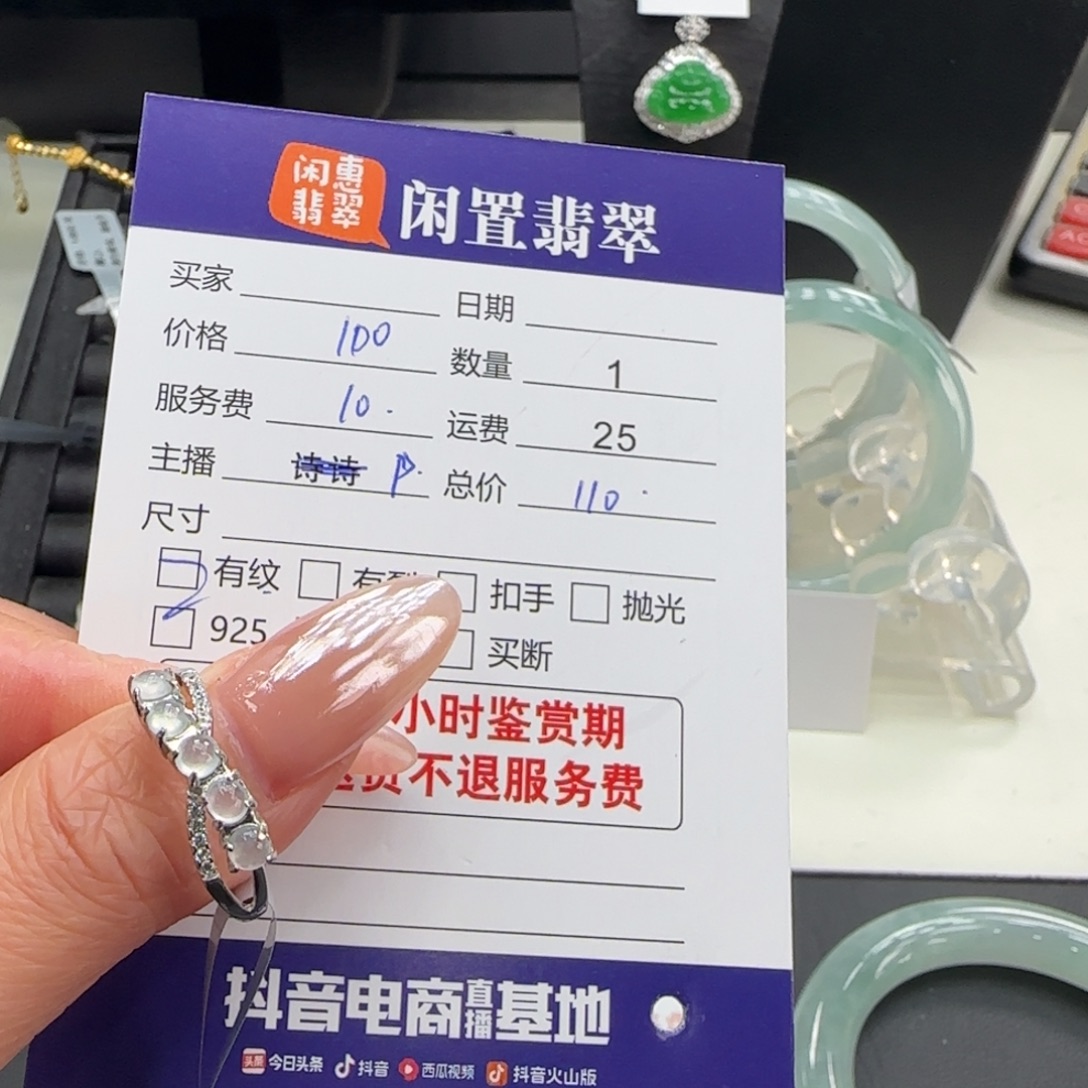 闲惠
翡翠
闲置翡翠
买家 日期
价格 100 数量 1
服务费 10. 运费 25
主播 诗诗 P. 总价 110.
尺寸
有纹 扣手 抛光
925 买断
小时鉴赏期
不退服务费
抖音电商直播基地
头条 今日头条 抖音 西瓜视频 抖音火山版